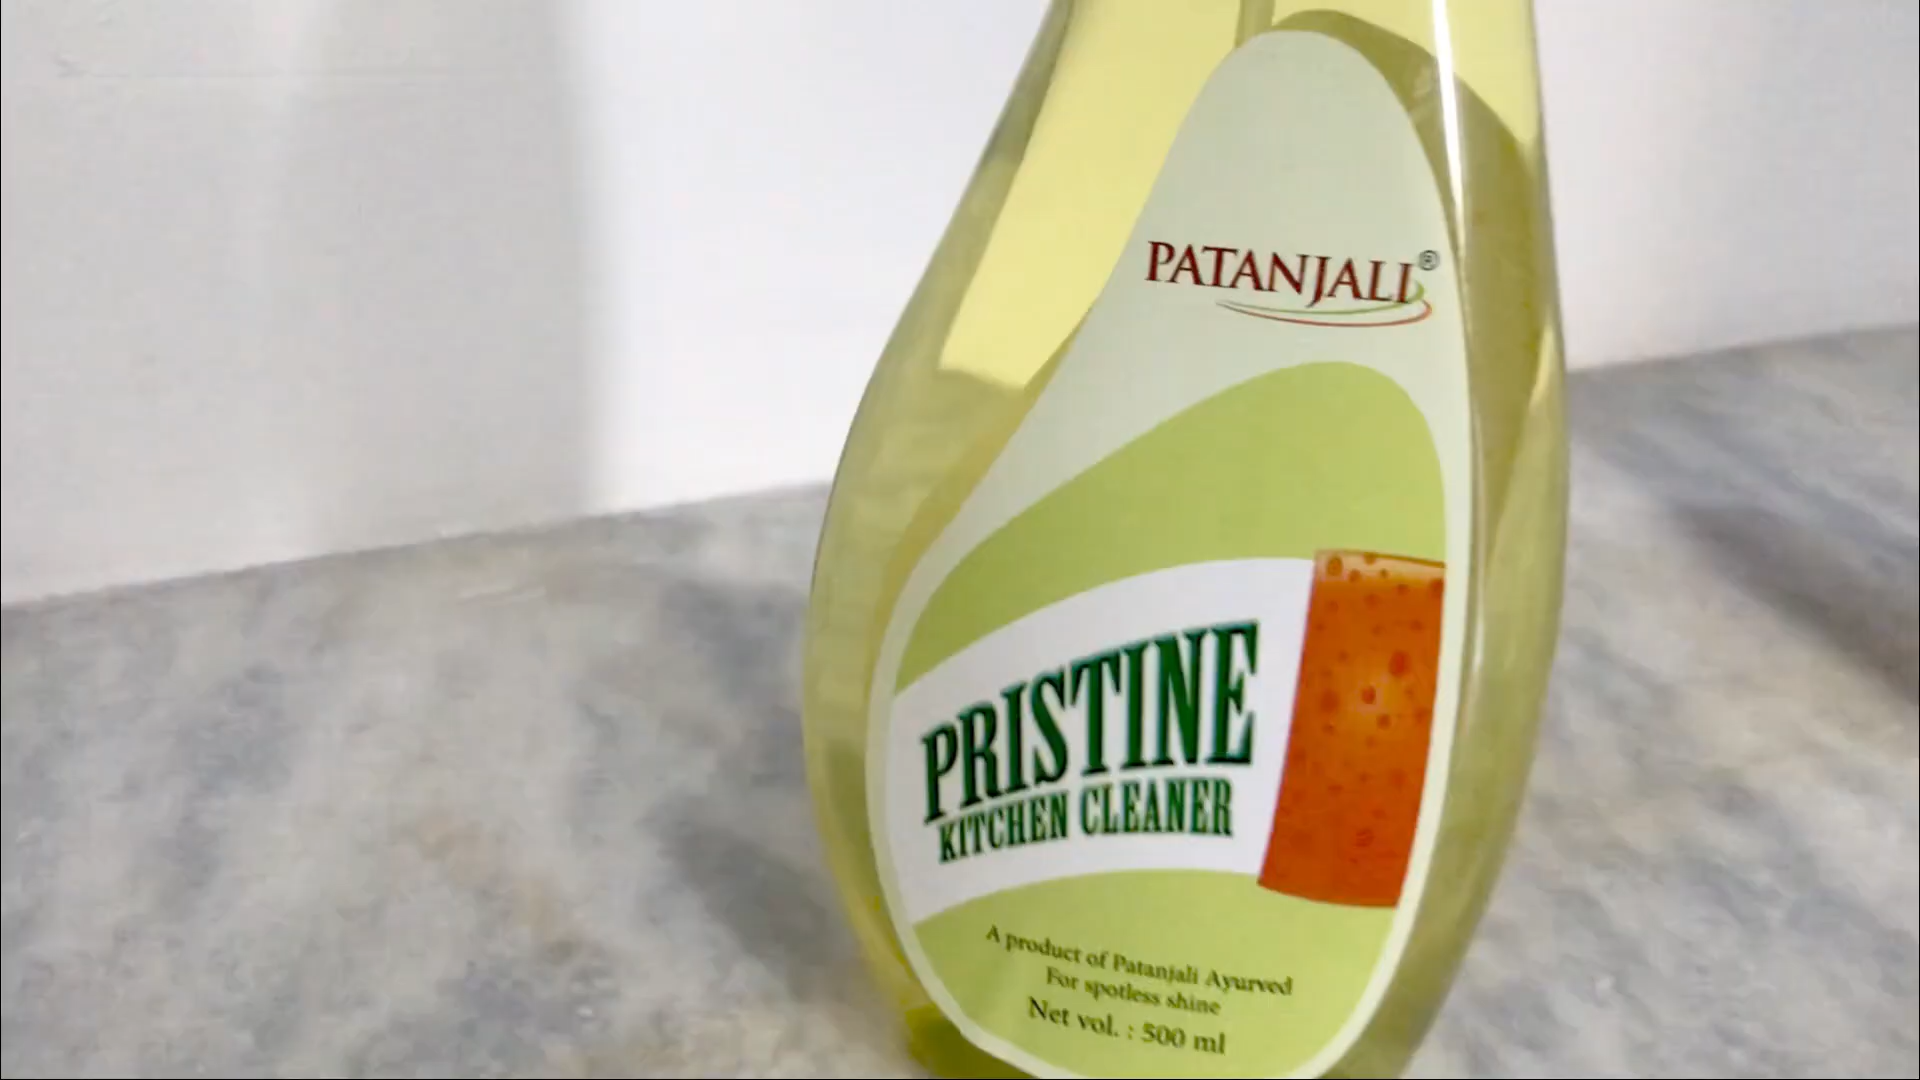 PATANJALI®
PRISTINE
KITCHEN CLEANER
A product of Patanjali Ayurved
For spotless shine
Net vol. : 500 ml